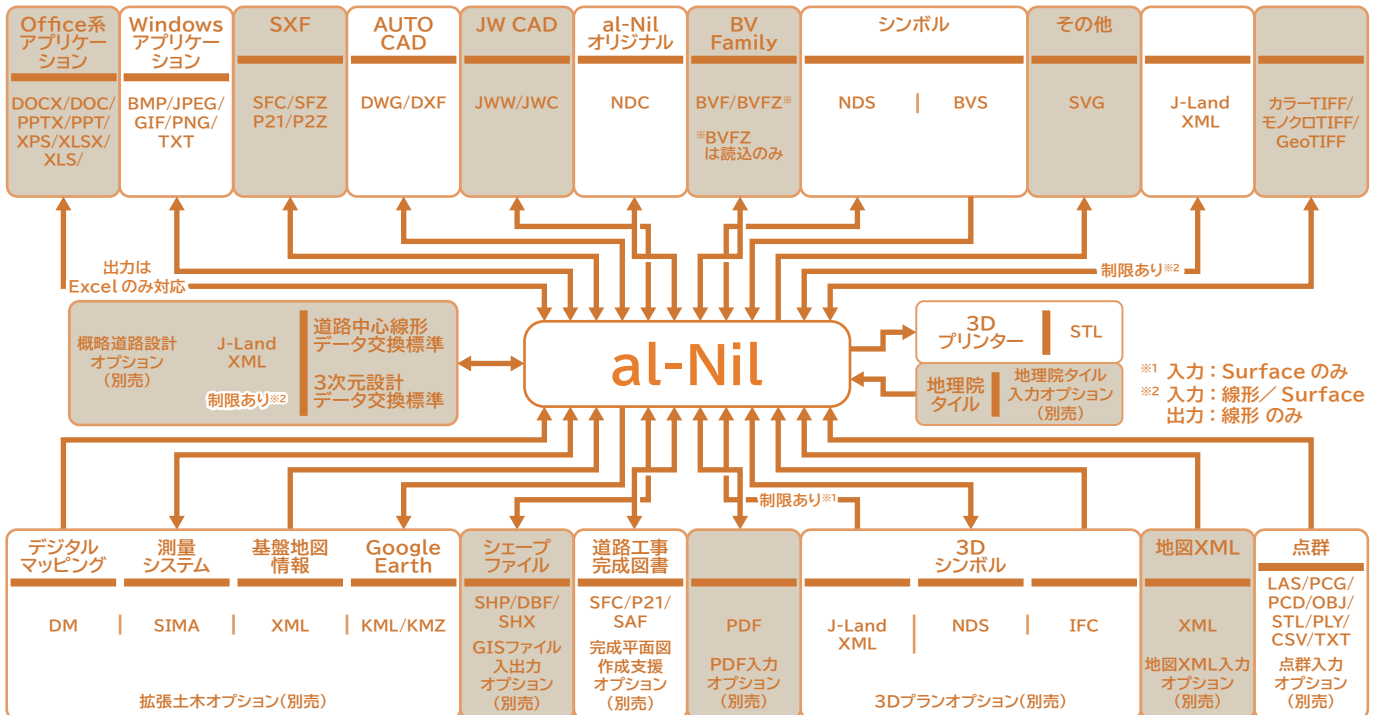 Office系
アプリケー
ション
DOCX/DOC/
PPTX/PPT/
XPS/XLSX/
XLS/
Windows
アプリケー
ション
BMP/JPEG/
GIF/PNG/
TXT
SXF
SFC/SFZ
P21/P2Z
AUTO
CAD
DWG/DXF
JW CAD
JWW/JWC
al-Nil
オリジナル
NDC
BV
Family
BVF/BVFZ※
※BVFZ
は読込のみ
シンボル
NDS
BVS
その他
SVG
J-Land
XML
カラーTIFF/
モノクロTIFF/
GeoTIFF
出力は
Excel のみ対応
制限あり※2
概略道路設計
オプション
(別売)
J-Land
XML
制限あり※2
道路中心線形
データ交換標準
3次元設計
データ交換標準
al-Nil
3D
プリンター
STL
地理院
タイル
地理院タイル
入力オプション
(別売)
※1 入力：Surface のみ
※2 入力：線形／Surface
出力：線形 のみ
制限あり※1
デジタル
マッピング
DM
測量
システム
SIMA
基盤地図
情報
XML
Google
Earth
KML/KMZ
拡張土木オプション(別売)
シェープ
ファイル
SHP/DBF/
SHX
GISファイル
入出力
オプション
(別売)
道路工事
完成図書
SFC/P21/
SAF
完成平面図
作成支援
オプション
(別売)
PDF
PDF入力
オプション
(別売)
3D
シンボル
J-Land
XML
NDS
IFC
3Dプランオプション(別売)
地図XML
XML
地図XML入力
オプション
(別売)
点群
LAS/PCG/
PCD/OBJ/
STL/PLY/
CSV/TXT
点群入力
オプション
(別売)